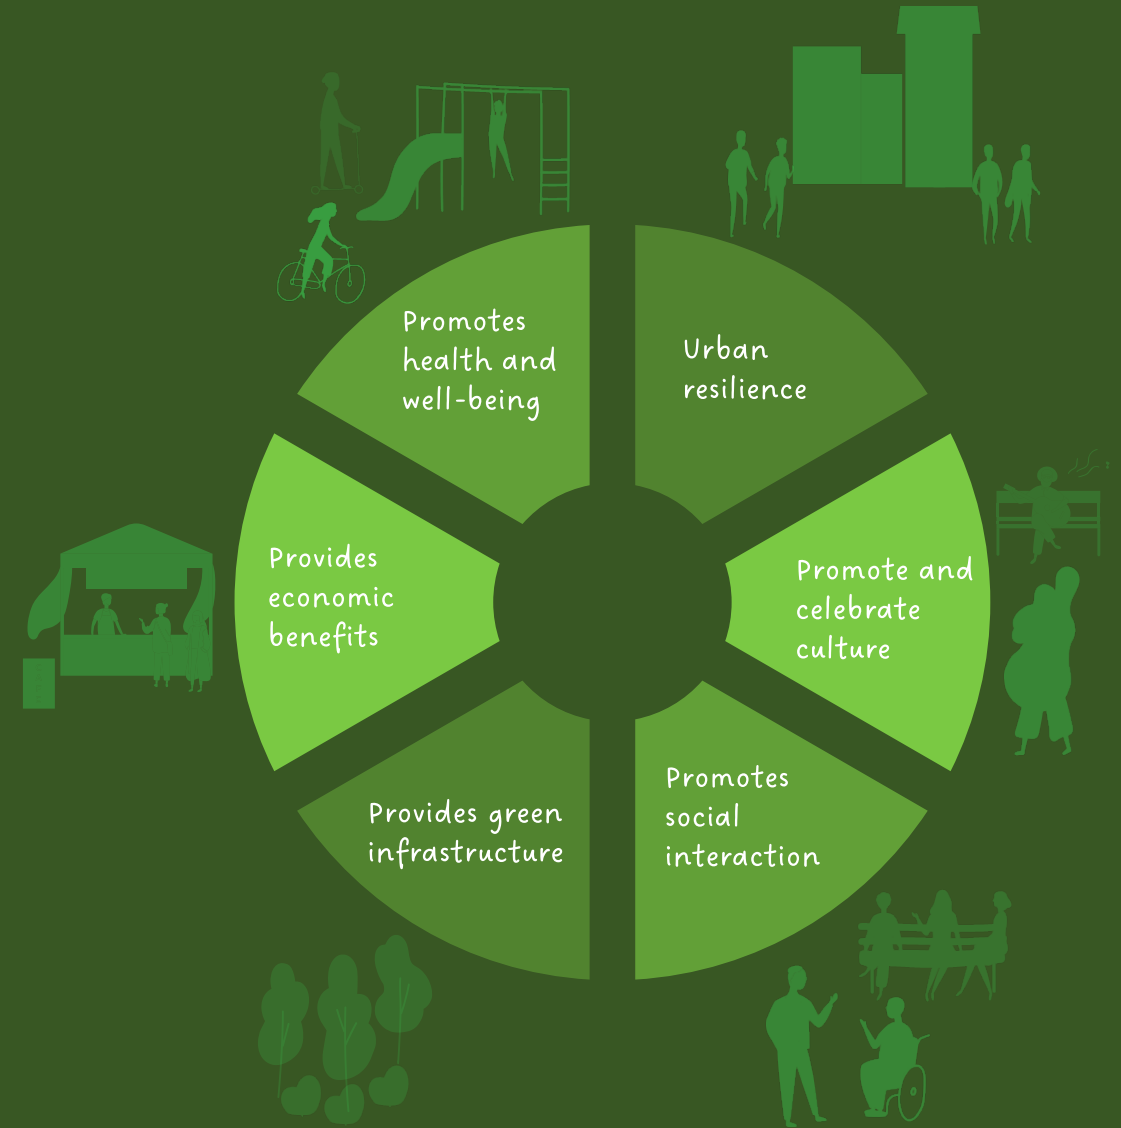 Promotes
health and
well-being
Urban
resilience
Provides
economic
benefits
Promote and
celebrate
culture
Provides green
infrastructure
Promotes
social
interaction